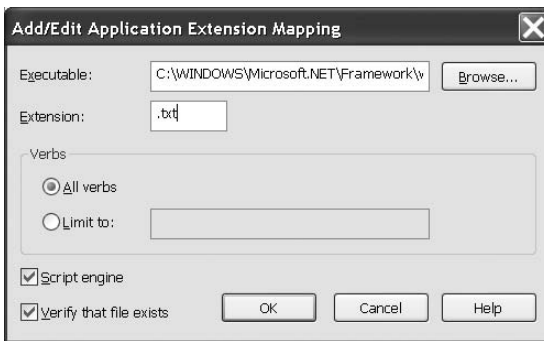 Add/Edit Application Extension Mapping
Executable:
C:\WINDOWS\Microsoft.NET\Framework\v
Browse...
Extension:
.txt
Verbs
All verbs
Limit to:
Script engine
Verify that file exists
OK
Cancel
Help